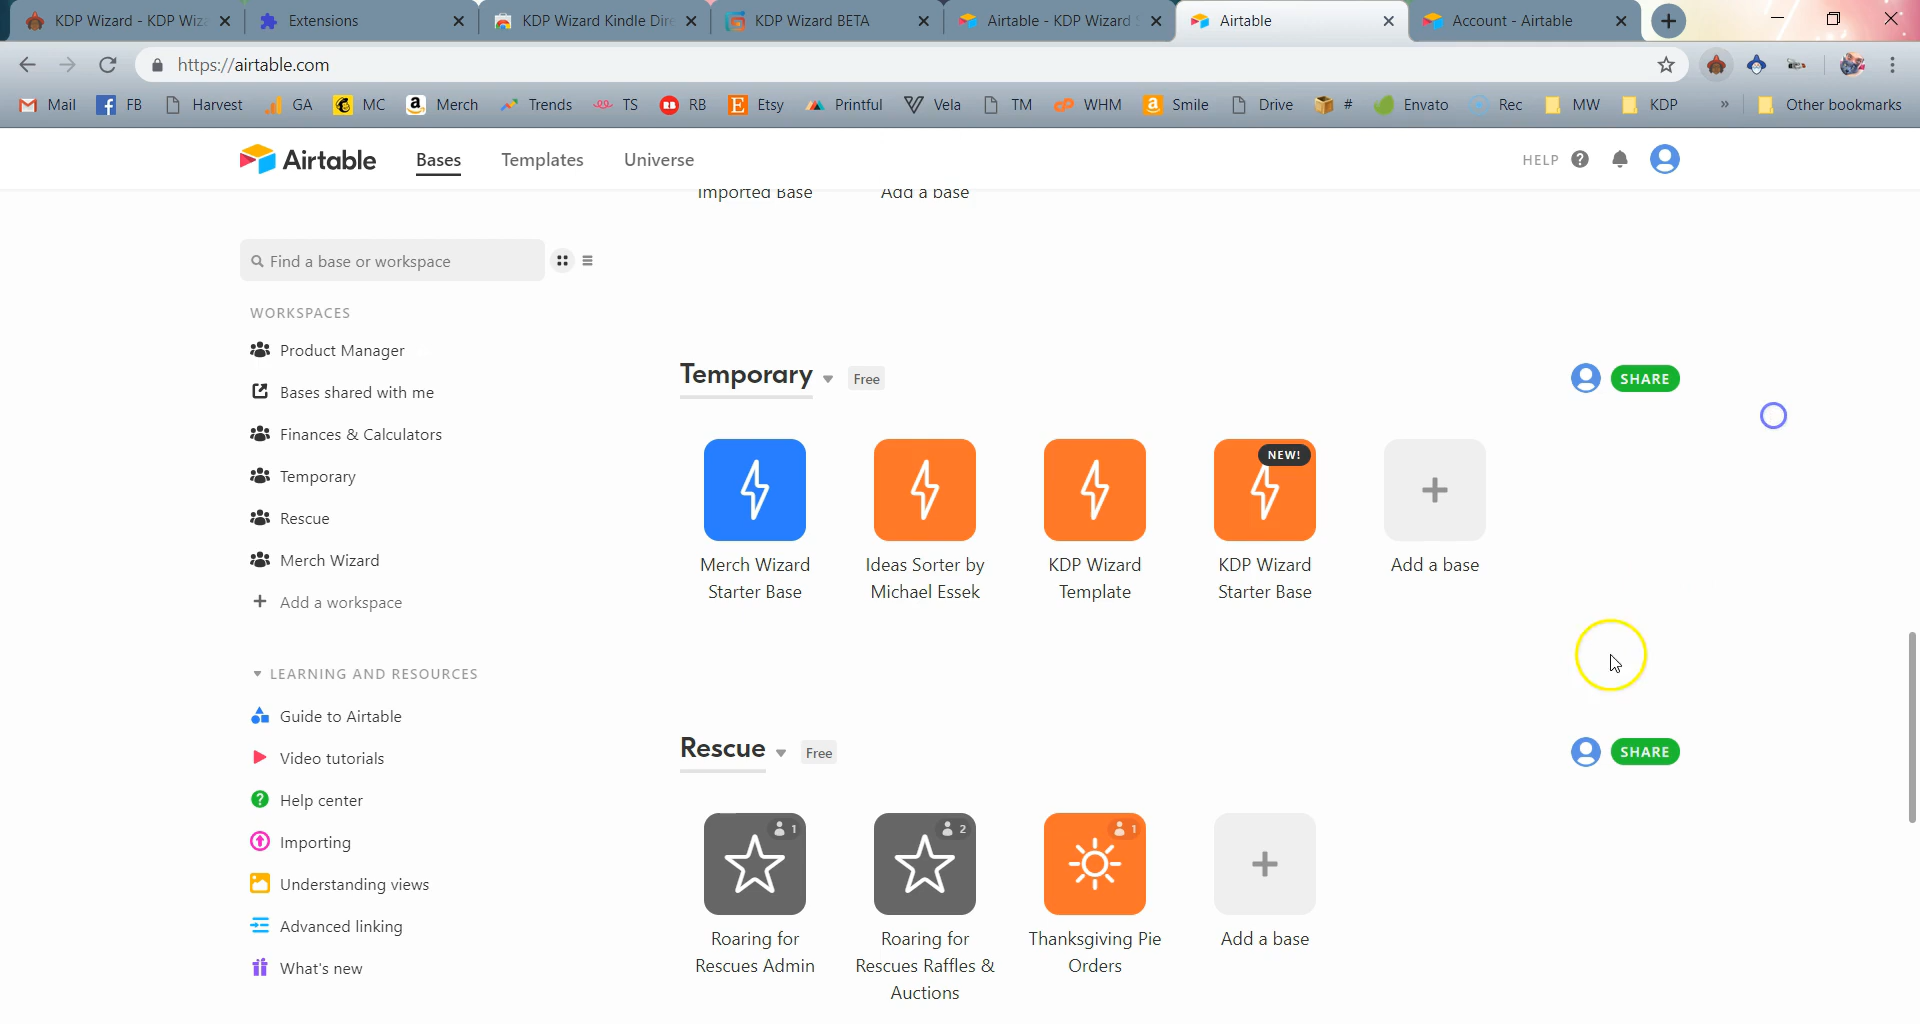 KDP Wizard - KDP Wiz
Extensions
KDP Wizard Kindle Dire
KDP Wizard BETA
Airtable - KDP Wizard S
Airtable
Account - Airtable
https://airtable.com
Mail
FB
Harvest
GA
MC
Merch
Trends
TS
RB
Etsy
Printful
Vela
TM
WHM
Smile
Drive
#
Envato
Rec
MW
KDP
»
Other bookmarks
Airtable
Bases
Templates
Universe
HELP
Imported Base
Add a base
Find a base or workspace
WORKSPACES
Product Manager
Bases shared with me
Finances & Calculators
Temporary
Rescue
Merch Wizard
Add a workspace
LEARNING AND RESOURCES
Guide to Airtable
Video tutorials
Help center
Importing
Understanding views
Advanced linking
What's new
Temporary
Free
SHARE
NEW!
Merch Wizard
Starter Base
Ideas Sorter by
Michael Essek
KDP Wizard
Template
KDP Wizard
Starter Base
Add a base
Rescue
Free
SHARE
1
2
1
Roaring for
Rescues Admin
Roaring for
Rescues Raffles &
Auctions
Thanksgiving Pie
Orders
Add a base